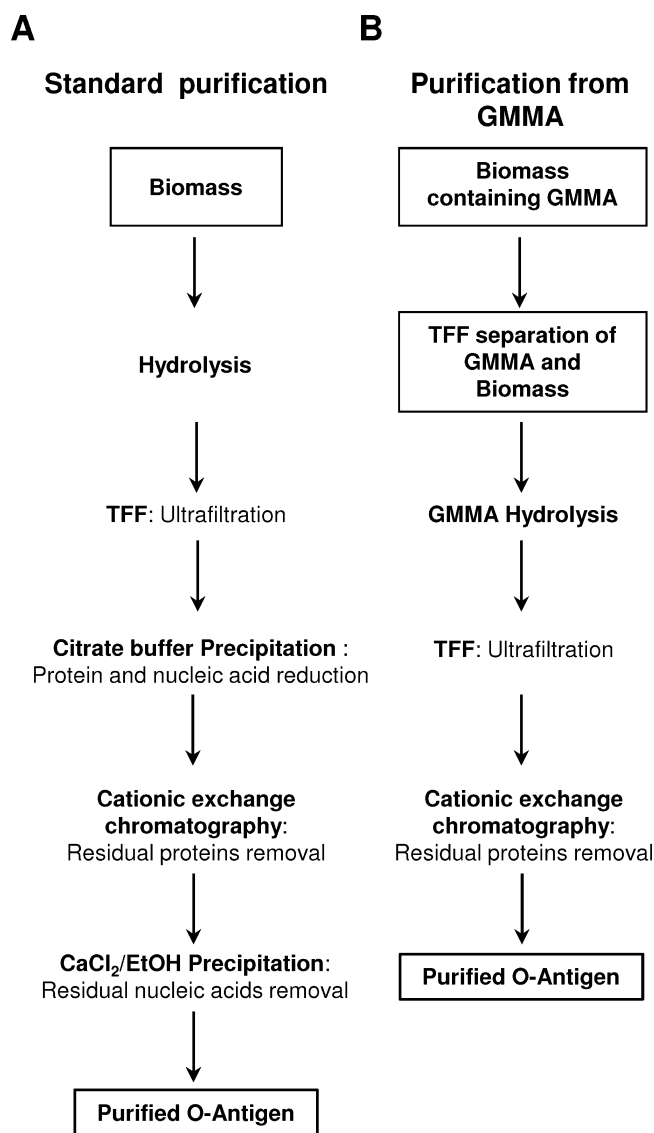 A
Standard purification
Biomass
Hydrolysis
TFF: Ultrafiltration
Citrate buffer Precipitation :
Protein and nucleic acid reduction
Cationic exchange
chromatography:
Residual proteins removal
CaCl₂/EtOH Precipitation:
Residual nucleic acids removal
Purified O-Antigen
B
Purification from
GMMA
Biomass
containing GMMA
TFF separation of
GMMA and
Biomass
GMMA Hydrolysis
TFF: Ultrafiltration
Cationic exchange
chromatography:
Residual proteins removal
Purified O-Antigen